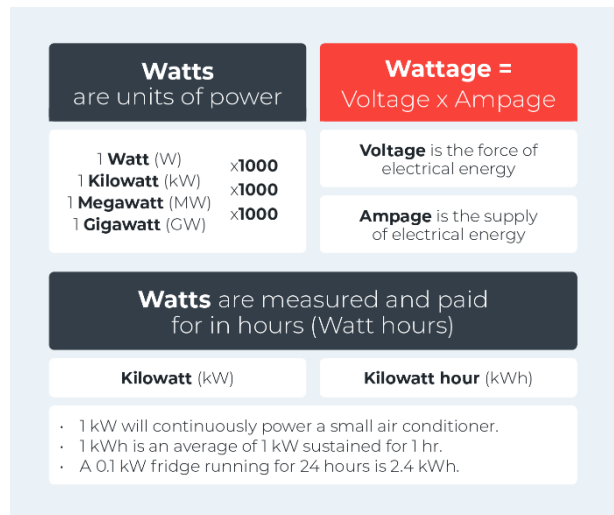 Watts
are units of power
Wattage =
Voltage x Ampage
1 Watt (W)
1 Kilowatt (kW)
1 Megawatt (MW)
1 Gigawatt (GW)
x1000
x1000
x1000
Voltage is the force of
electrical energy
Ampage is the supply
of electrical energy
Watts are measured and paid
for in hours (Watt hours)
Kilowatt (kW)
Kilowatt hour (kWh)
· 1 kW will continuously power a small air conditioner.
· 1 kWh is an average of 1 kW sustained for 1 hr.
· A 0.1 kW fridge running for 24 hours is 2.4 kWh.